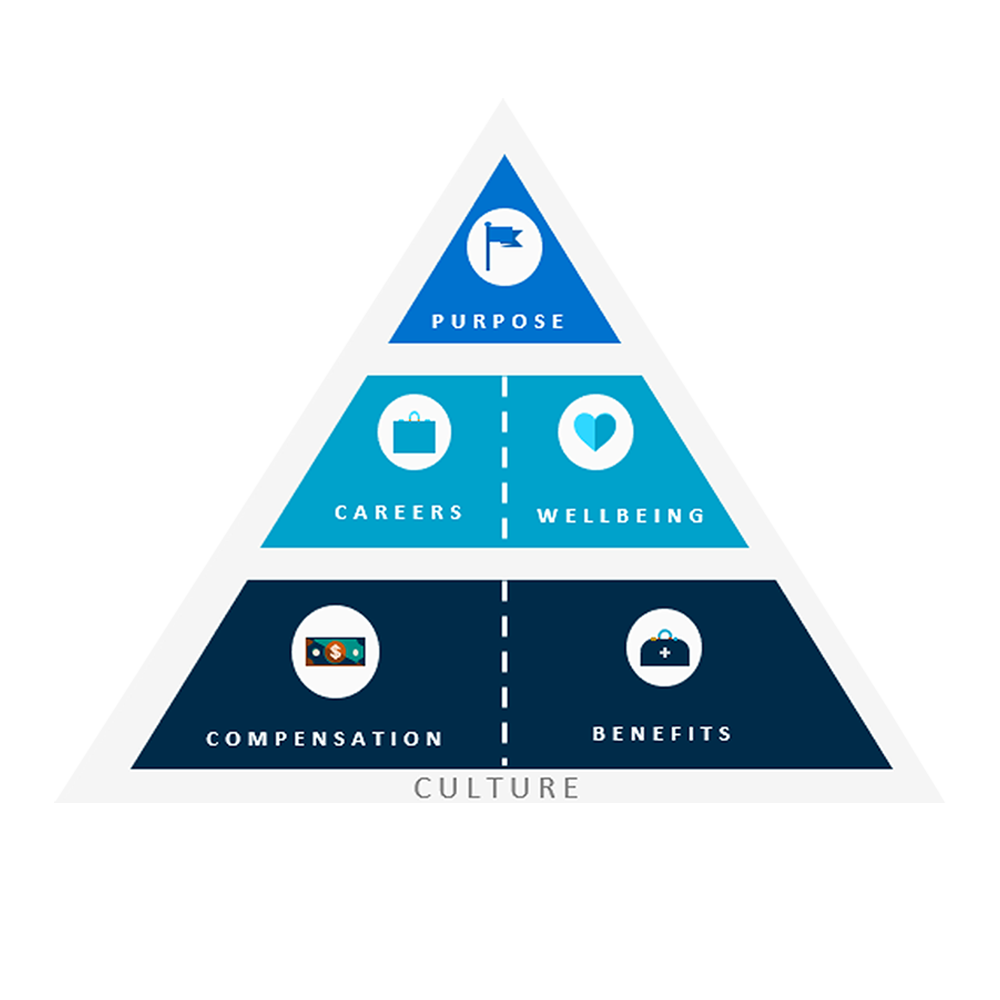 PURPOSE
CAREERS
WELLBEING
COMPENSATION
BENEFITS
CULTURE